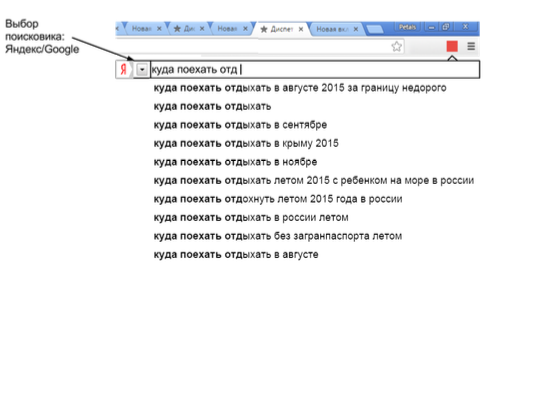 Выбор
поисковика:
Яндекс/Google
Новая
Дис
Новая
Диспет
Новая вкл
Petais
Я
куда поехать отд
куда поехать отдыхать в августе 2015 за границу недорого
куда поехать отдыхать
куда поехать отдыхать в сентябре
куда поехать отдыхать в крыму 2015
куда поехать отдыхать в ноябре
куда поехать отдыхать летом 2015 с ребенком на море в россии
куда поехать отдохнуть летом 2015 года в россии
куда поехать отдыхать в россии летом
куда поехать отдыхать без загранпаспорта летом
куда поехать отдыхать в августе